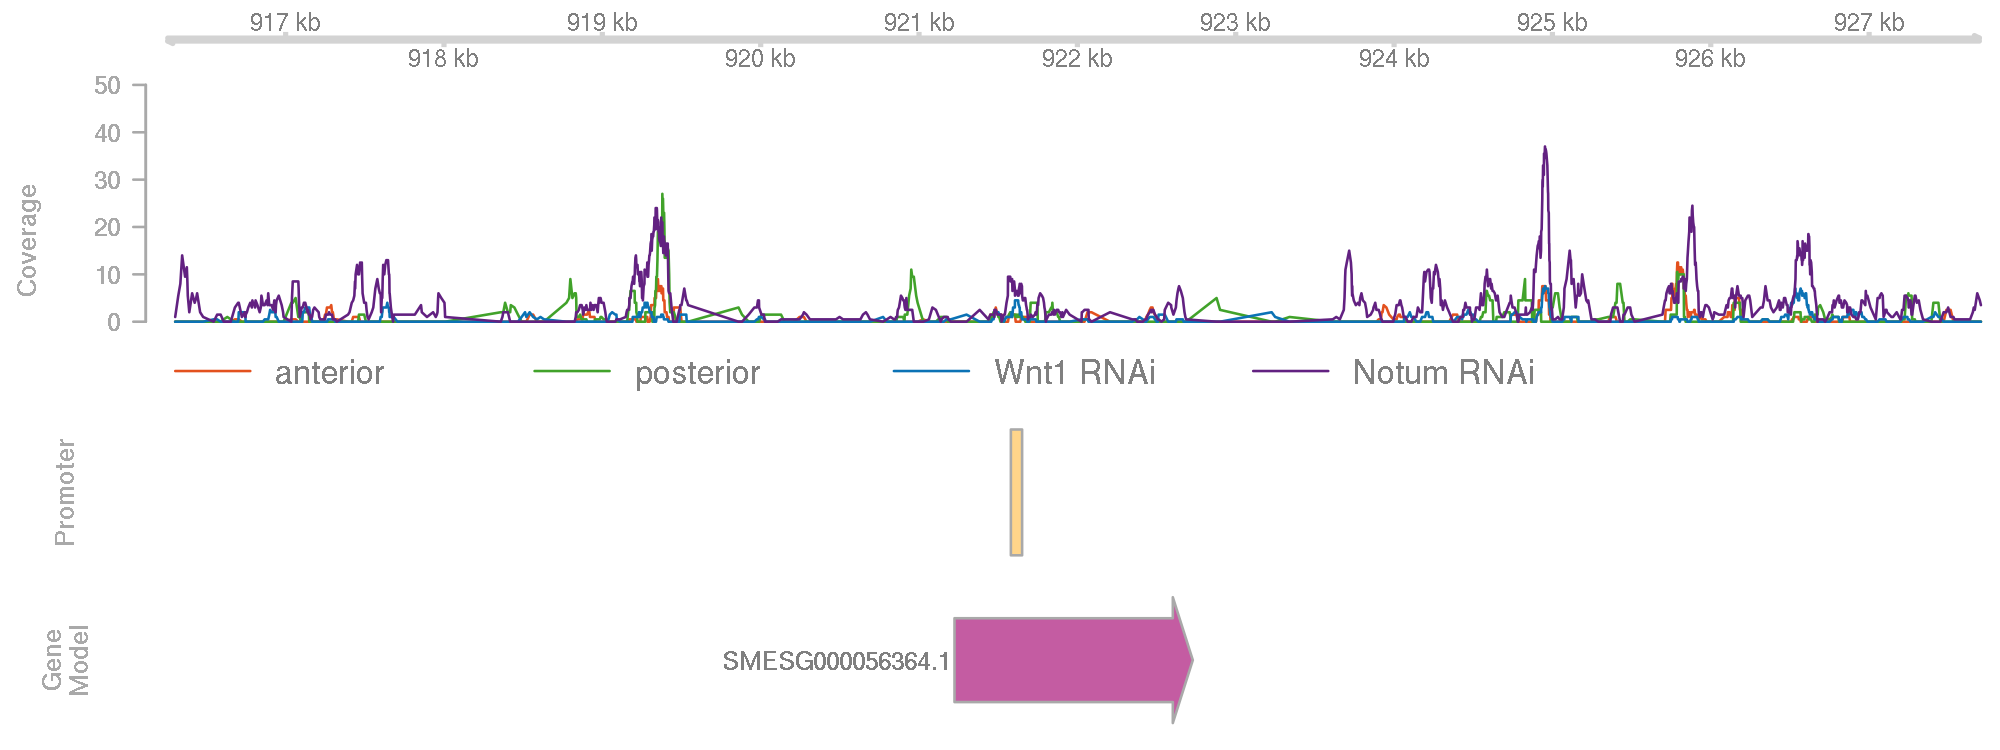 917 kb 919 kb 921 kb 923 kb 925 kb 927 kb
918 kb 920 kb 922 kb 924 kb 926 kb
50
40
30
20
10
0
Coverage
anterior posterior Wnt1 RNAi Notum RNAi
Promoter
Gene
Model
SMESG000056364.1